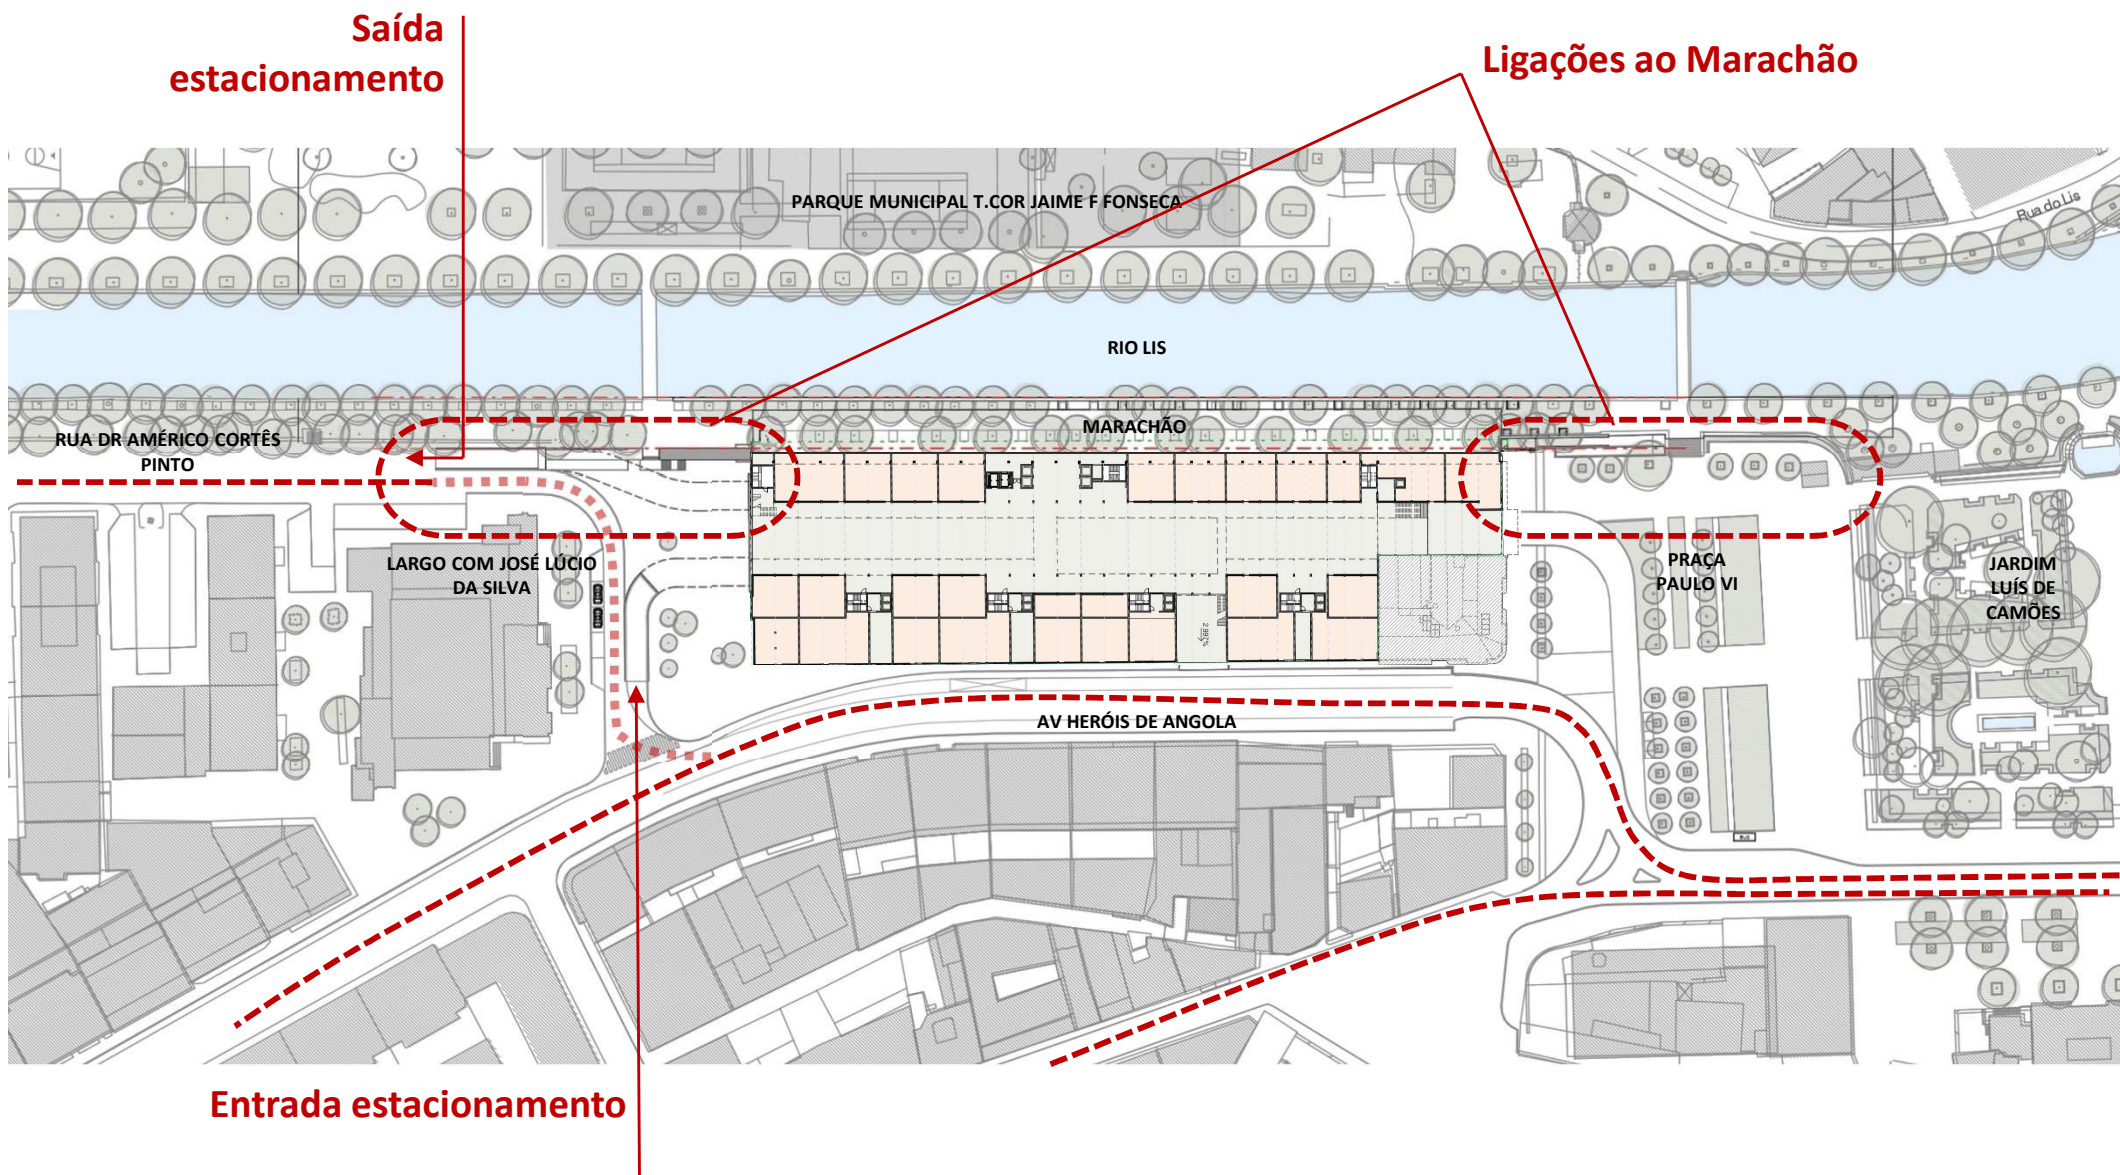 Saída
estacionamento
Ligações ao Marachão
PARQUE MUNICIPAL T.COR JAIME F FONSECA
Rua do Lis
RIO LIS
MARACHÃO
RUA DR AMÉRICO CORTÊS
PINTO
LARGO COM JOSÉ LÚCIO
DA SILVA
PRAÇA
PAULO VI
JARDIM
LUÍS DE
CAMÕES
AV HERÓIS DE ANGOLA
Entrada estacionamento